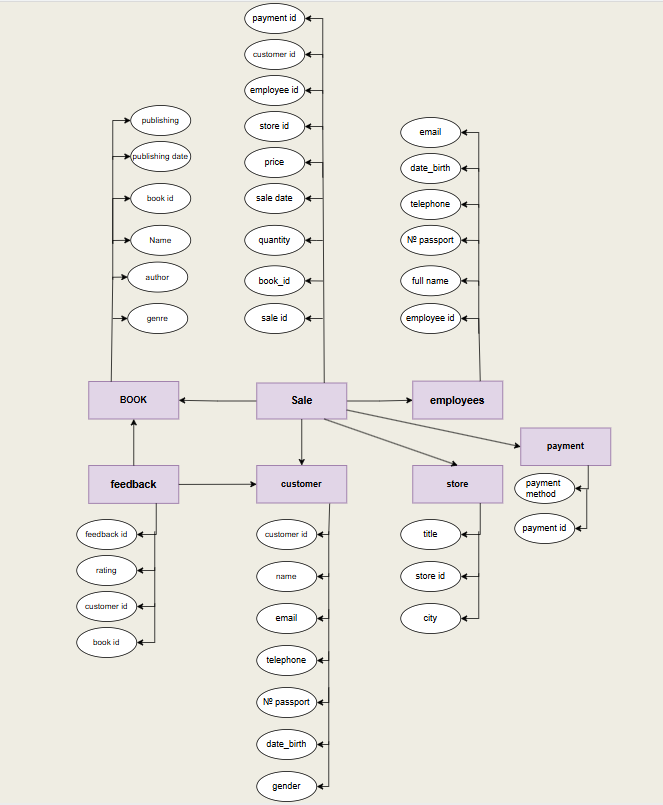 payment id
customer id
employee id
store id
price
sale date
quantity
book_id
sale id
publishing
publishing date
book id
Name
author
genre
email
date_birth
telephone
№ passport
full name
employee id
BOOK
Sale
employees
payment
payment
method
payment id
feedback
customer
store
feedback id
rating
customer id
book id
customer id
name
email
telephone
№ passport
date_birth
gender
title
store id
city